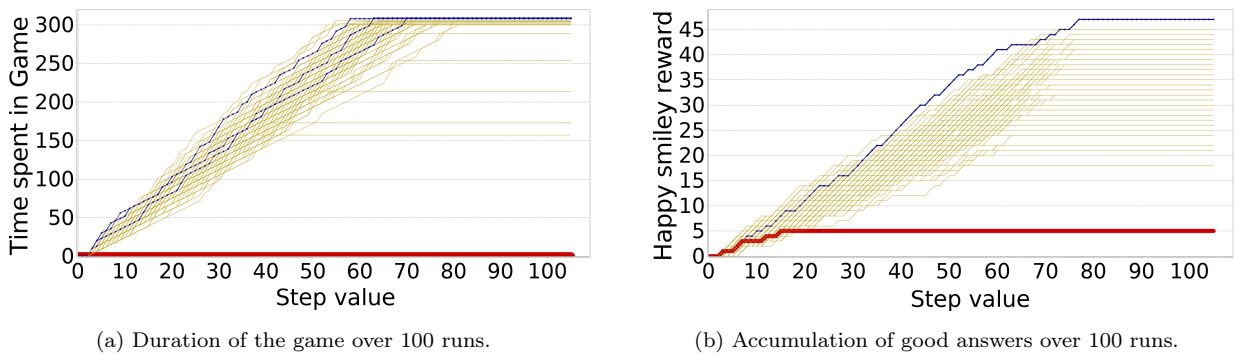 Time spent in Game
300
250
200
150
100
50
0
0 10 20 30 40 50 60 70 80 90 100
Step value
(a) Duration of the game over 100 runs.
Happy smiley reward
45
40
35
30
25
20
15
10
5
0
0 10 20 30 40 50 60 70 80 90 100
Step value
(b) Accumulation of good answers over 100 runs.